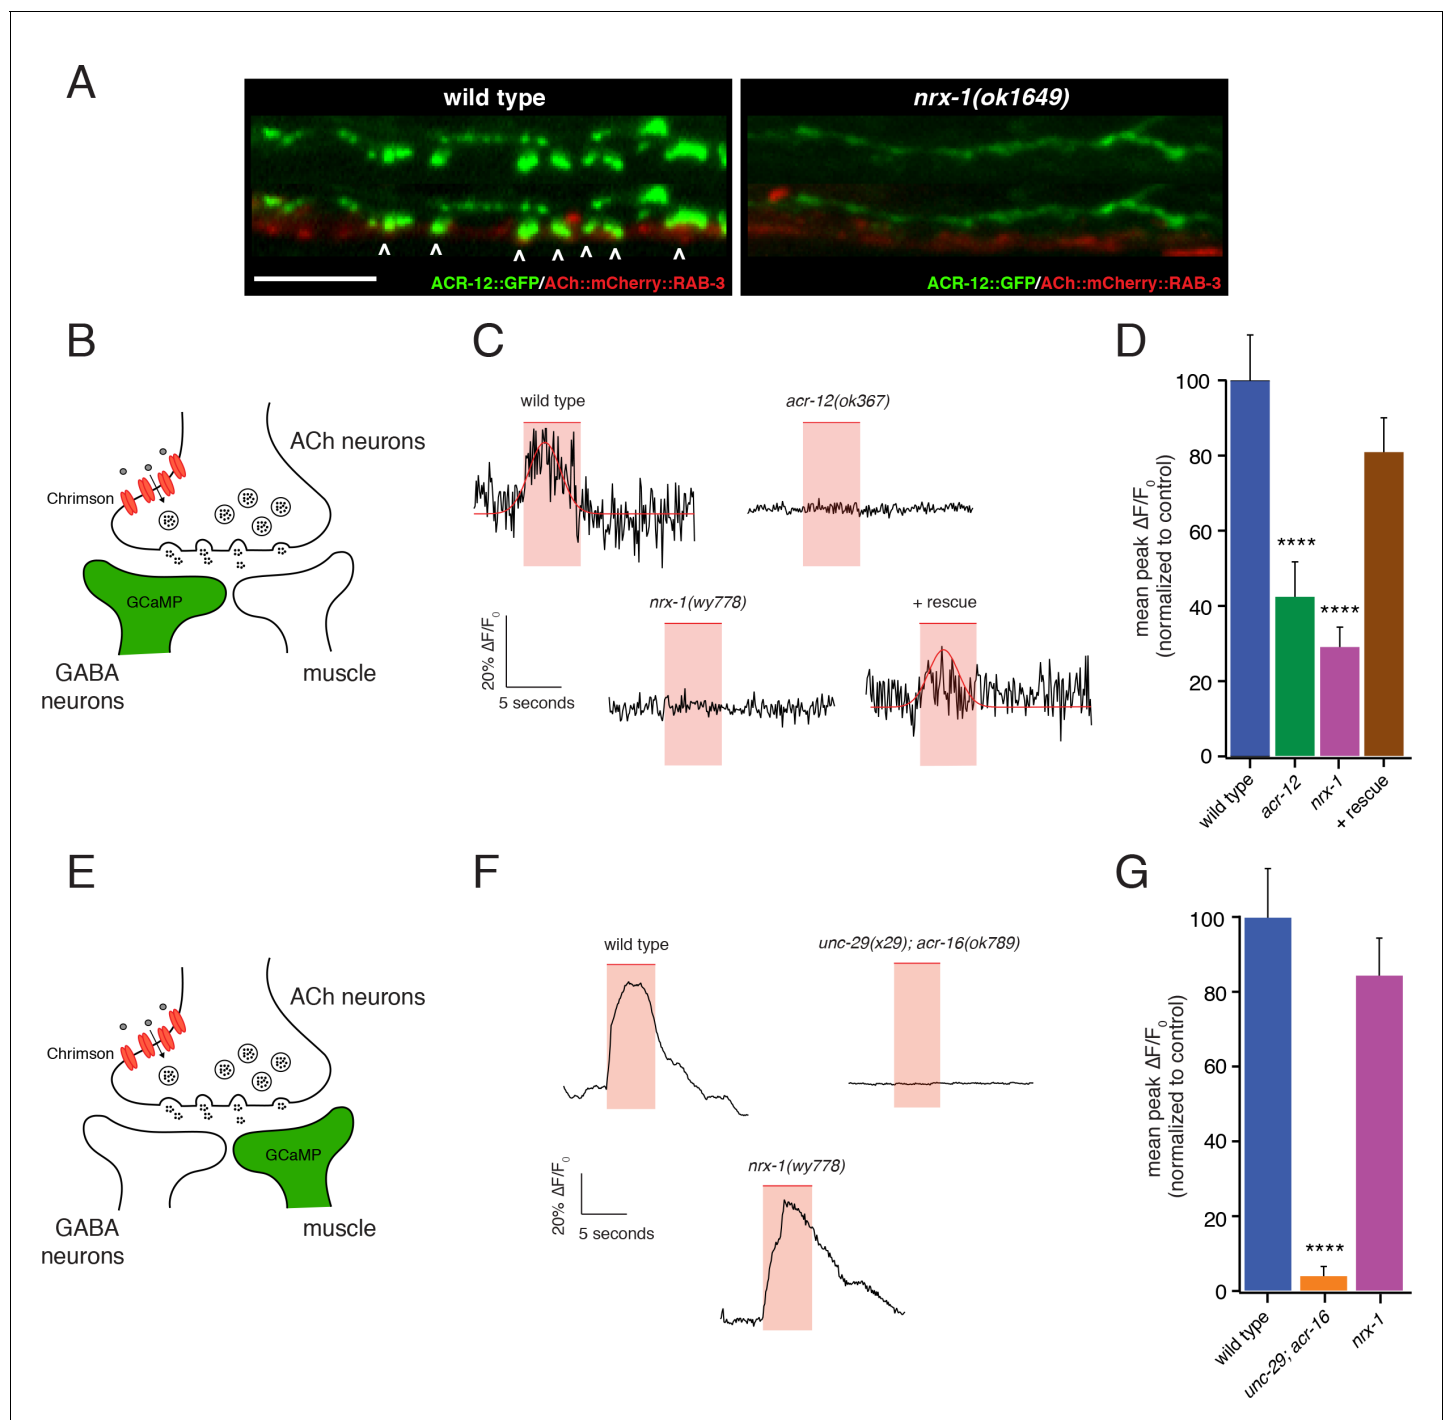 A
wild type
nrx-1(ok1649)
^ ^ ^ ^ ^ ^ ^
ACR-12::GFP/ACh::mCherry::RAB-3
ACR-12::GFP/ACh::mCherry::RAB-3
B
ACh neurons
Chrimson
GCaMP
GABA
neurons
muscle
C
wild type
acr-12(ok367)
nrx-1(wy778)
+ rescue
20% ΔF/F0
5 seconds
D
mean peak ΔF/F0
(normalized to control)
100
80
60
40
20
0
****
****
wild type
acr-12
nrx-1
+ rescue
E
ACh neurons
Chrimson
GCaMP
GABA
neurons
muscle
F
wild type
unc-29(x29); acr-16(ok789)
nrx-1(wy778)
20% ΔF/F0
5 seconds
G
mean peak ΔF/F0
(normalized to control)
100
80
60
40
20
0
****
wild type
unc-29; acr-16
nrx-1